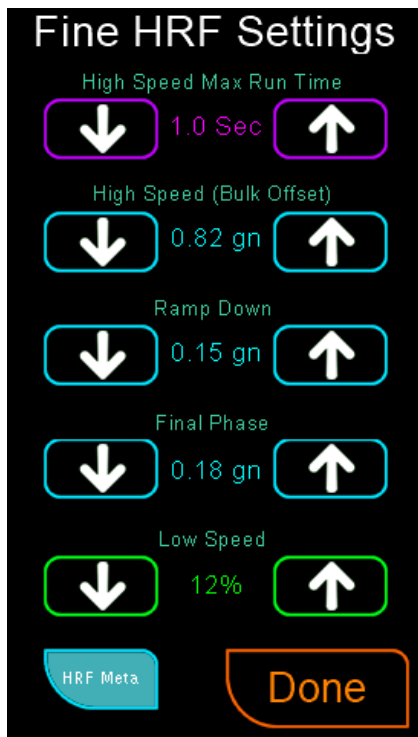 Fine HRF Settings
High Speed Max Run Time
1.0 Sec
High Speed (Bulk Offset)
0.82 gn
Ramp Down
0.15 gn
Final Phase
0.18 gn
Low Speed
12%
HRF Meta
Done